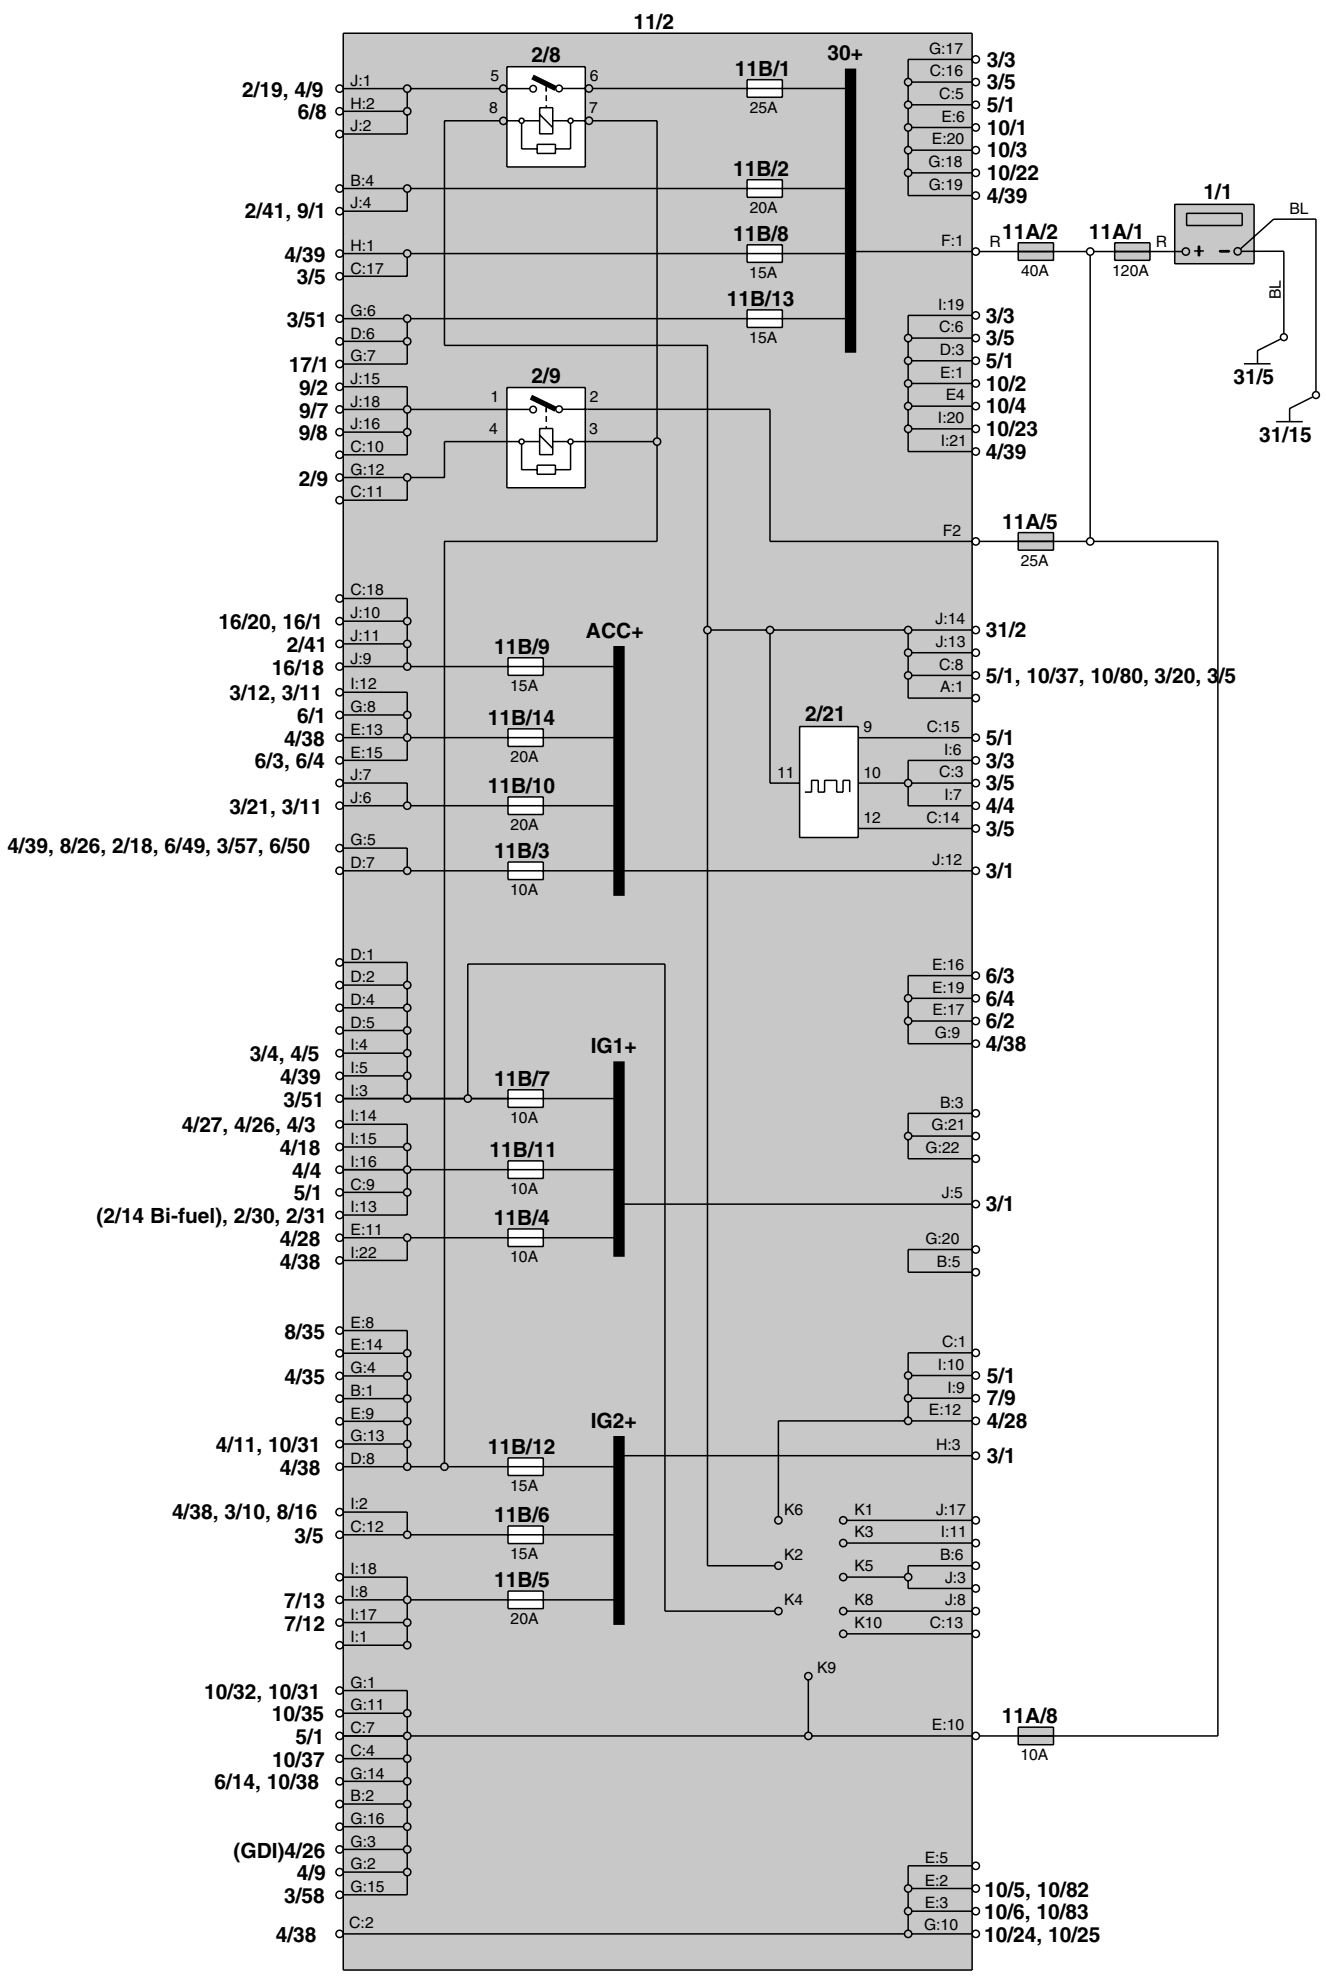 11/2
2/8
30+
11B/1
25A
5
6
8
7
2/19, 4/9
J:1
6/8
H:2
J:2
B:4
2/41, 9/1
J:4
11B/2
20A
4/39
H:1
3/5
C:17
11B/8
15A
3/51
G:6
D:6
17/1
G:7
11B/13
15A
9/2
J:15
9/7
J:18
9/8
J:16
C:10
2/9
G:12
C:11
2/9
1
2
4
3
G:17
3/3
C:16
3/5
C:5
5/1
E:6
10/1
E:20
10/3
G:18
10/22
G:19
4/39
F:1
R
11A/2
40A
11A/1
120A
R
1/1
+
–
BL
BL
31/5
31/15
I:19
3/3
C:6
3/5
D:3
5/1
E:1
10/2
E4
10/4
I:20
10/23
I:21
4/39
F2
11A/5
25A
C:18
16/20, 16/1
J:10
2/41
J:11
16/18
J:9
ACC+
11B/9
15A
3/12, 3/11
I:12
6/1
G:8
4/38
E:13
6/3, 6/4
E:15
11B/14
20A
J:7
3/21, 3/11
J:6
11B/10
20A
4/39, 8/26, 2/18, 6/49, 3/57, 6/50
G:5
D:7
11B/3
10A
J:14
31/2
J:13
C:8
5/1, 10/37, 10/80, 3/20, 3/5
A:1
2/21
9
10
11
12
C:15
5/1
I:6
3/3
C:3
3/5
I:7
4/4
C:14
3/5
J:12
3/1
D:1
D:2
D:4
D:5
3/4, 4/5
I:4
4/39
I:5
3/51
I:3
IG1+
11B/7
10A
4/27, 4/26, 4/3
I:14
4/18
I:15
4/4
I:16
5/1
C:9
(2/14 Bi-fuel), 2/30, 2/31
I:13
11B/11
10A
4/28
E:11
4/38
I:22
11B/4
10A
E:16
6/3
E:19
6/4
E:17
6/2
G:9
4/38
B:3
G:21
G:22
J:5
3/1
G:20
B:5
8/35
E:8
E:14
4/35
G:4
B:1
E:9
4/11, 10/31
G:13
4/38
D:8
IG2+
11B/12
15A
4/38, 3/10, 8/16
I:2
3/5
C:12
11B/6
15A
I:18
7/13
I:8
7/12
I:17
I:1
11B/5
20A
C:1
I:10
5/1
I:9
7/9
E:12
4/28
H:3
3/1
K6
K2
K4
K1
J:17
K3
I:11
K5
B:6
J:3
K8
J:8
K10
C:13
K9
10/32, 10/31
G:1
10/35
G:11
5/1
C:7
10/37
C:4
6/14, 10/38
G:14
B:2
G:16
(GDI)4/26
G:3
4/9
G:2
3/58
G:15
4/38
C:2
E:10
11A/8
10A
E:5
E:2
10/5, 10/82
E:3
10/6, 10/83
G:10
10/24, 10/25